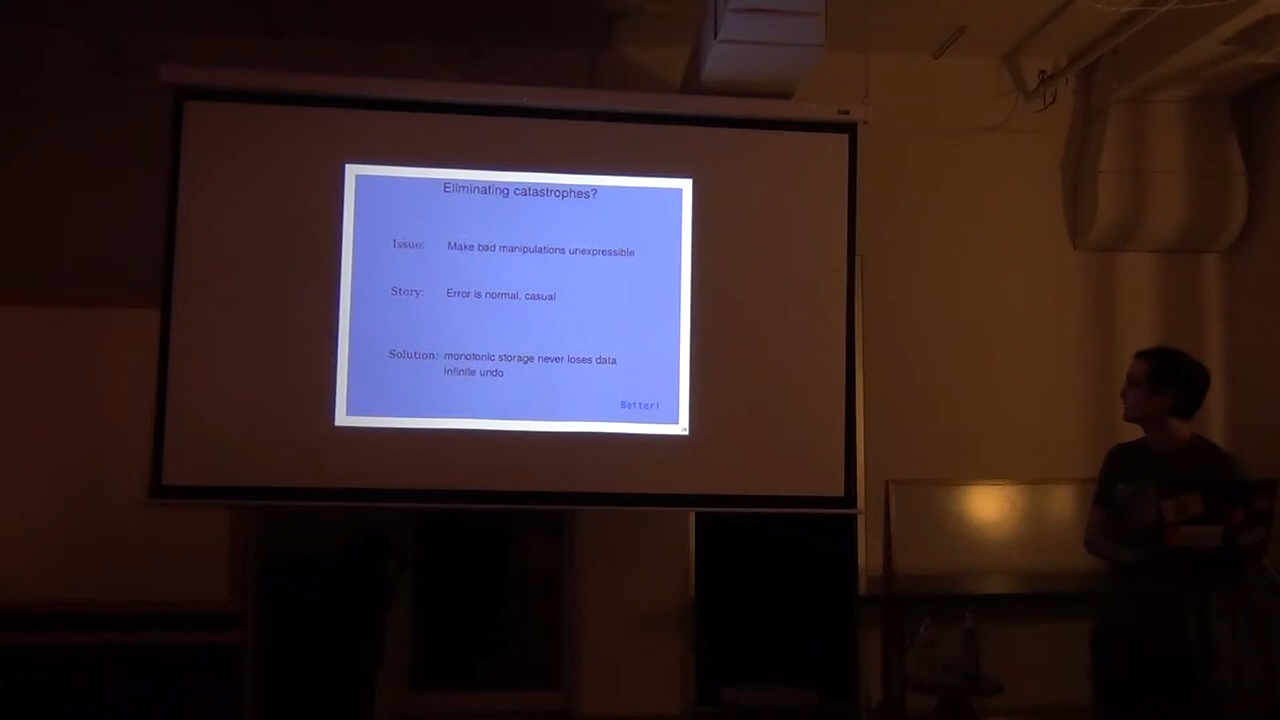 Eliminating catastrophes?
Issue: Make bad manipulations unexpressible
Story: Error is normal, casual
Solution: monotonic storage never loses data
Infinite undo
Better!